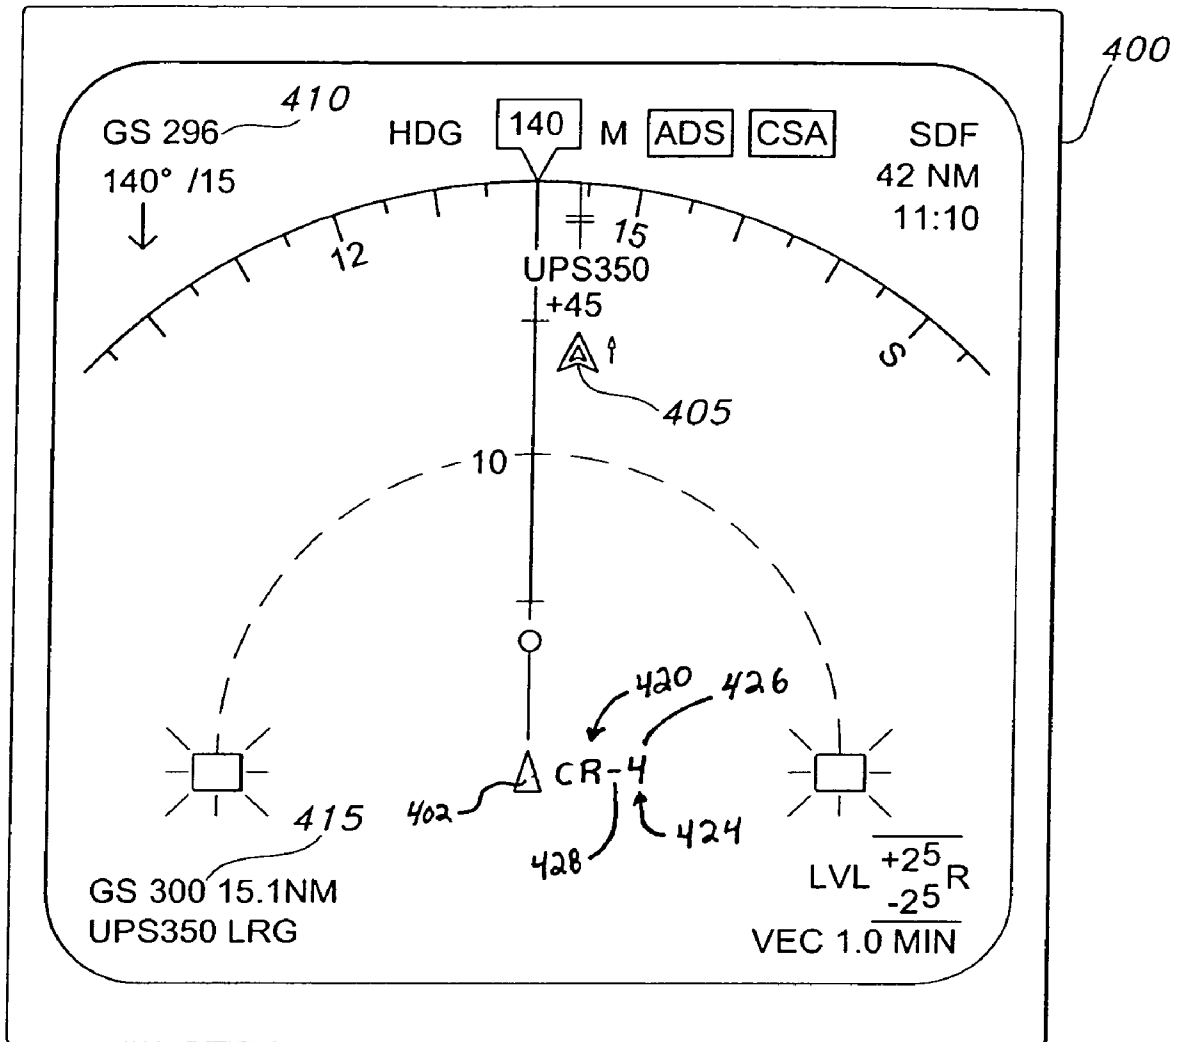 400
410
GS 296
HDG 140 M ADS CSA SDF
140° /15
42 NM
11:10
12
15
S
UPS350
+45
405
10
420
426
CR-4
402
428
424
415
GS 300 15.1NM
UPS350 LRG
LVL +25 R
-25
VEC 1.0 MIN